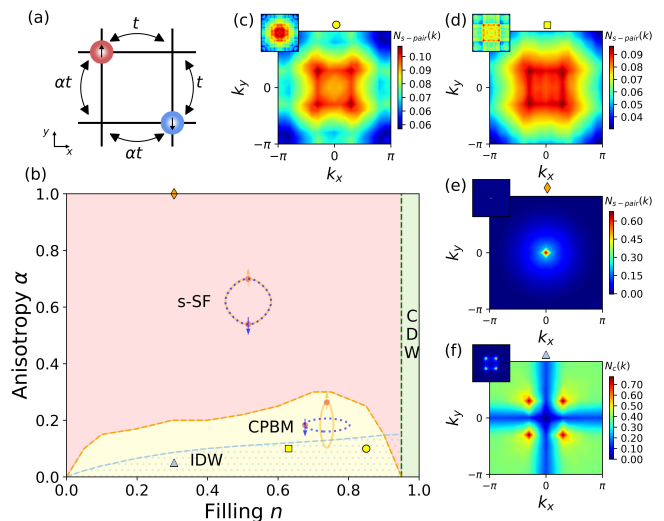 (a)
t
αt
t
αt
y
x
(b)
Anisotropy α
1.0
0.8
0.6
0.4
0.2
0.0
s-SF
CPBM
IDW
C
D
W
0.0 0.2 0.4 0.6 0.8 1.0
Filling n
(c)
N_{s−pair}(k)
0.10
0.09
0.08
0.07
0.06
k_y
0
−π
−π 0 π
k_x
(d)
N_{s−pair}(k)
0.09
0.08
0.07
0.06
0.05
0.04
k_y
0
−π
−π 0 π
k_x
(e)
N_{s−pair}(k)
0.60
0.45
0.30
0.15
0.00
k_y
0
−π
−π 0 π
k_x
(f)
N_c(k)
0.70
0.60
0.50
0.40
0.30
0.20
0.10
0.00
k_y
0
−π
−π 0 π
k_x